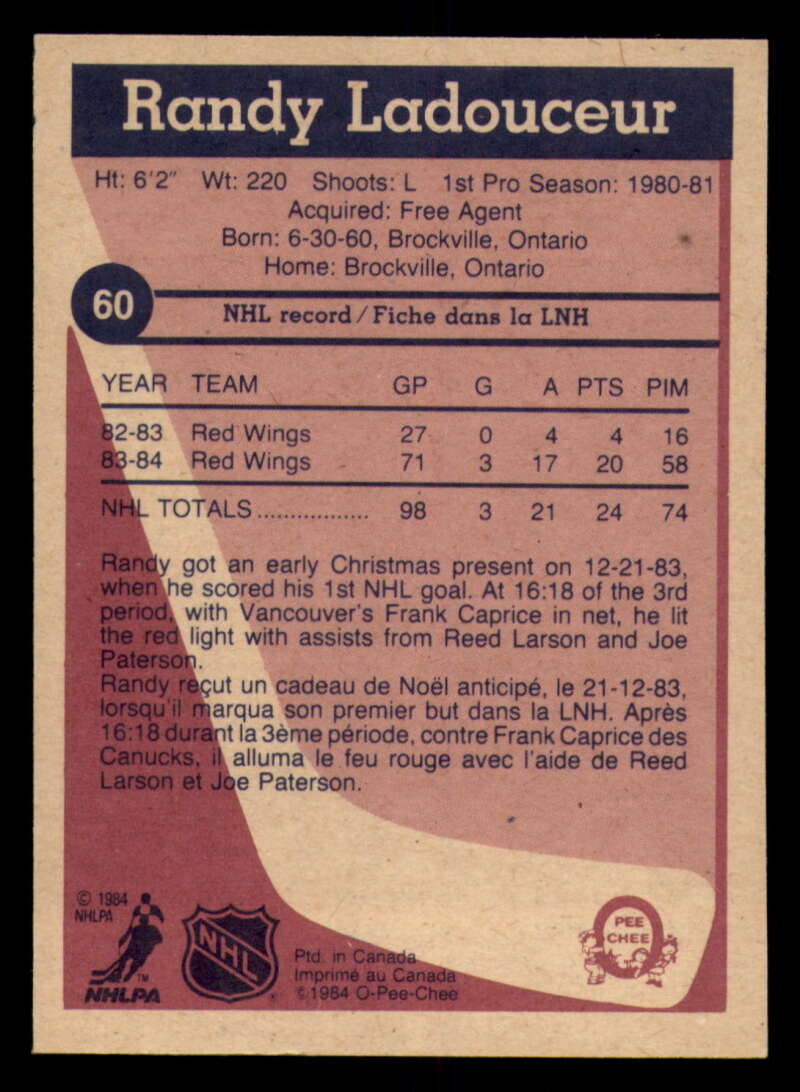 Randy Ladouceur
Ht: 6'2" Wt: 220 Shoots: L 1st Pro Season: 1980-81
Acquired: Free Agent
Born: 6-30-60, Brockville, Ontario
Home: Brockville, Ontario
60
NHL record/Fiche dans la LNH
YEAR TEAM GP G A PTS PIM
82-83 Red Wings 27 0 4 4 16
83-84 Red Wings 71 3 17 20 58
NHL TOTALS................. 98 3 21 24 74
Randy got an early Christmas present on 12-21-83,
when he scored his 1st NHL goal. At 16:18 of the 3rd
period, with Vancouver's Frank Caprice in net, he lit
the red light with assists from Reed Larson and Joe
Paterson.
Randy reçut un cadeau de Noël anticipé, le 21-12-83,
lorsqu'il marqua son premier but dans la LNH. Après
16:18 durant la 3ème période, contre Frank Caprice des
Canucks, il alluma le feu rouge avec l'aide de Reed
Larson et Joe Paterson.
© 1984
NHLPA
TM
NHLPA
NHL
Ptd. in Canada
Imprimé au Canada
©1984 O-Pee-Chee
O
PEE
CHEE